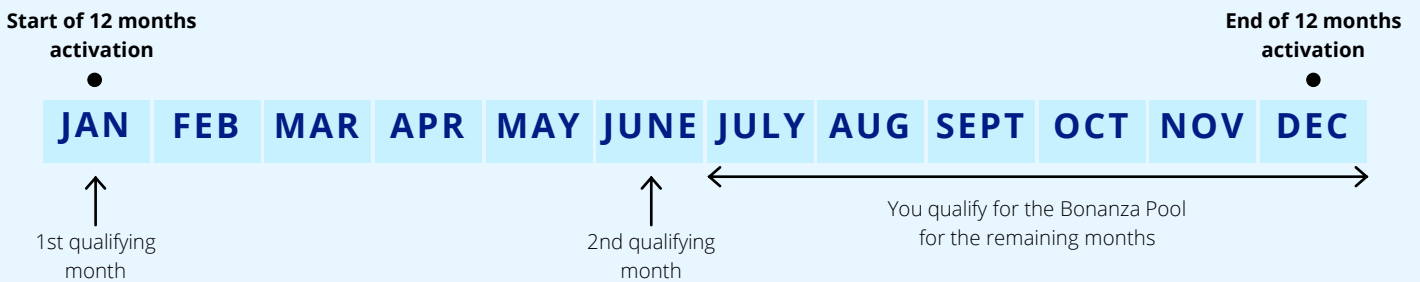 Start of 12 months
activation
End of 12 months
activation
JAN FEB MAR APR MAY JUNE JULY AUG SEPT OCT NOV DEC
1st qualifying
month
2nd qualifying
month
You qualify for the Bonanza Pool
for the remaining months